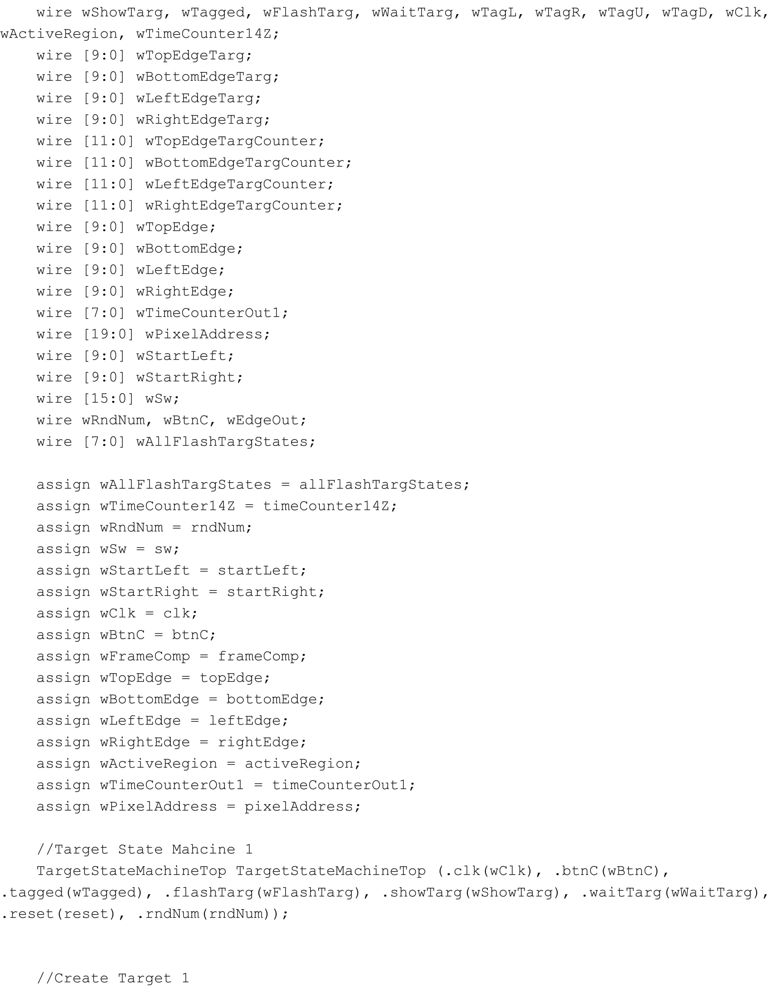 wire wShowTarg, wTagged, wFlashTarg, wWaitTarg, wTagL, wTagR, wTagU, wTagD, wClk,
wActiveRegion, wTimeCounter14Z;
wire [9:0] wTopEdgeTarg;
wire [9:0] wBottomEdgeTarg;
wire [9:0] wLeftEdgeTarg;
wire [9:0] wRightEdgeTarg;
wire [11:0] wTopEdgeTargCounter;
wire [11:0] wBottomEdgeTargCounter;
wire [11:0] wLeftEdgeTargCounter;
wire [11:0] wRightEdgeTargCounter;
wire [9:0] wTopEdge;
wire [9:0] wBottomEdge;
wire [9:0] wLeftEdge;
wire [9:0] wRightEdge;
wire [7:0] wTimeCounterOut1;
wire [19:0] wPixelAddress;
wire [9:0] wStartLeft;
wire [9:0] wStartRight;
wire [15:0] wSw;
wire wRndNum, wBtnC, wEdgeOut;
wire [7:0] wAllFlashTargStates;
assign wAllFlashTargStates = allFlashTargStates;
assign wTimeCounter14Z = timeCounter14Z;
assign wRndNum = rndNum;
assign wSw = sw;
assign wStartLeft = startLeft;
assign wStartRight = startRight;
assign wClk = clk;
assign wBtnC = btnC;
assign wFrameComp = frameComp;
assign wTopEdge = topEdge;
assign wBottomEdge = bottomEdge;
assign wLeftEdge = leftEdge;
assign wRightEdge = rightEdge;
assign wActiveRegion = activeRegion;
assign wTimeCounterOut1 = timeCounterOut1;
assign wPixelAddress = pixelAddress;
//Target State Mahcine 1
TargetStateMachineTop TargetStateMachineTop (.clk(wClk), .btnC(wBtnC),
.tagged(wTagged), .flashTarg(wFlashTarg), .showTarg(wShowTarg), .waitTarg(wWaitTarg),
.reset(reset), .rndNum(rndNum));
//Create Target 1